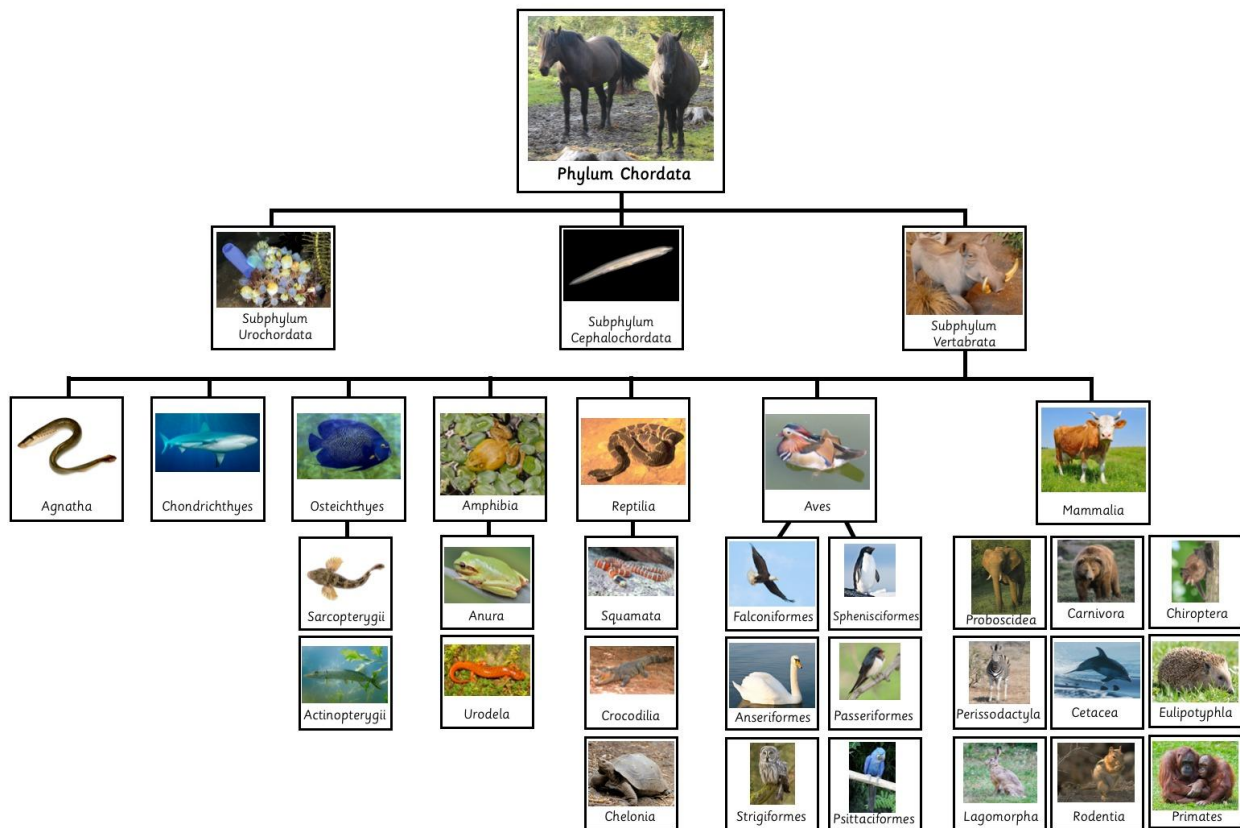 Phylum Chordata
Subphylum
Urochordata
Subphylum
Cephalochordata
Subphylum
Vertabrata
Agnatha
Chondrichthyes
Osteichthyes
Amphibia
Reptilia
Aves
Mammalia
Sarcopterygii
Anura
Squamata
Falconiformes
Sphenisciformes
Proboscidea
Carnivora
Chiroptera
Actinopterygii
Urodela
Crocodilia
Anseriformes
Passeriformes
Perissodactyla
Cetacea
Eulipotyphla
Chelonia
Strigiformes
Psittaciformes
Lagomorpha
Rodentia
Primates